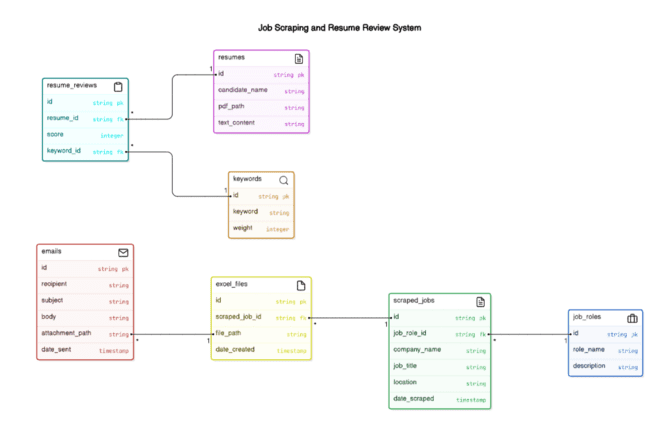 Job Scraping and Resume Review System
resumes
id string pk
candidate_name string
pdf_path string
text_content string
resume_reviews
id string pk
resume_id string fk
score integer
keyword_id string fk
1
*
*
1
keywords
id string pk
keyword string
weight integer
emails
id string pk
recipient string
subject string
body string
attachment_path string
date_sent timestamp
*
1
excel_files
id string pk
scraped_job_id string fk
file_path string
date_created timestamp
*
1
scraped_jobs
id string pk
job_role_id string fk
company_name string
job_title string
location string
date_scraped timestamp
*
1
job_roles
id string pk
role_name string
description string